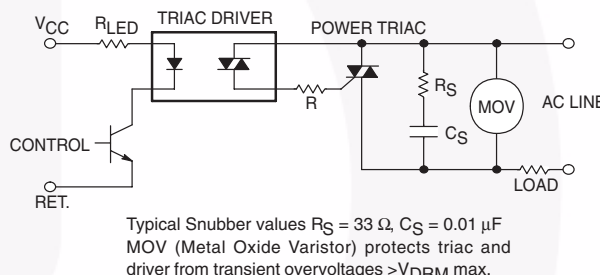 TRIAC DRIVER
POWER TRIAC
VCC
RLED
R
RS
CS
MOV
AC LINE
CONTROL
RET.
LOAD
Typical Snubber values RS = 33 Ω, CS = 0.01 μF
MOV (Metal Oxide Varistor) protects triac and
driver from transient overvoltages >VDRM max.